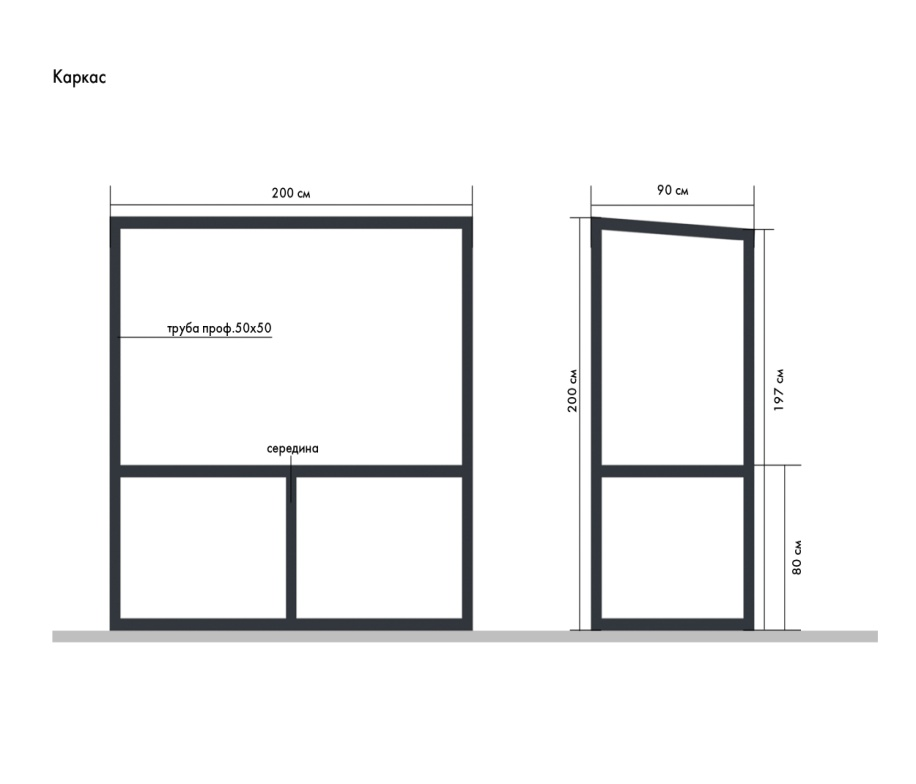 Каркас
200 см
90 см
труба проф.50х50
200 см
197 см
середина
80 см